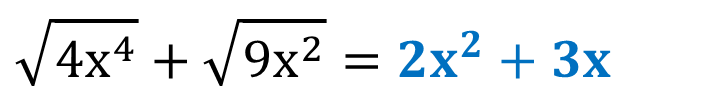 √4x⁴ + √9x² = 2x² + 3x